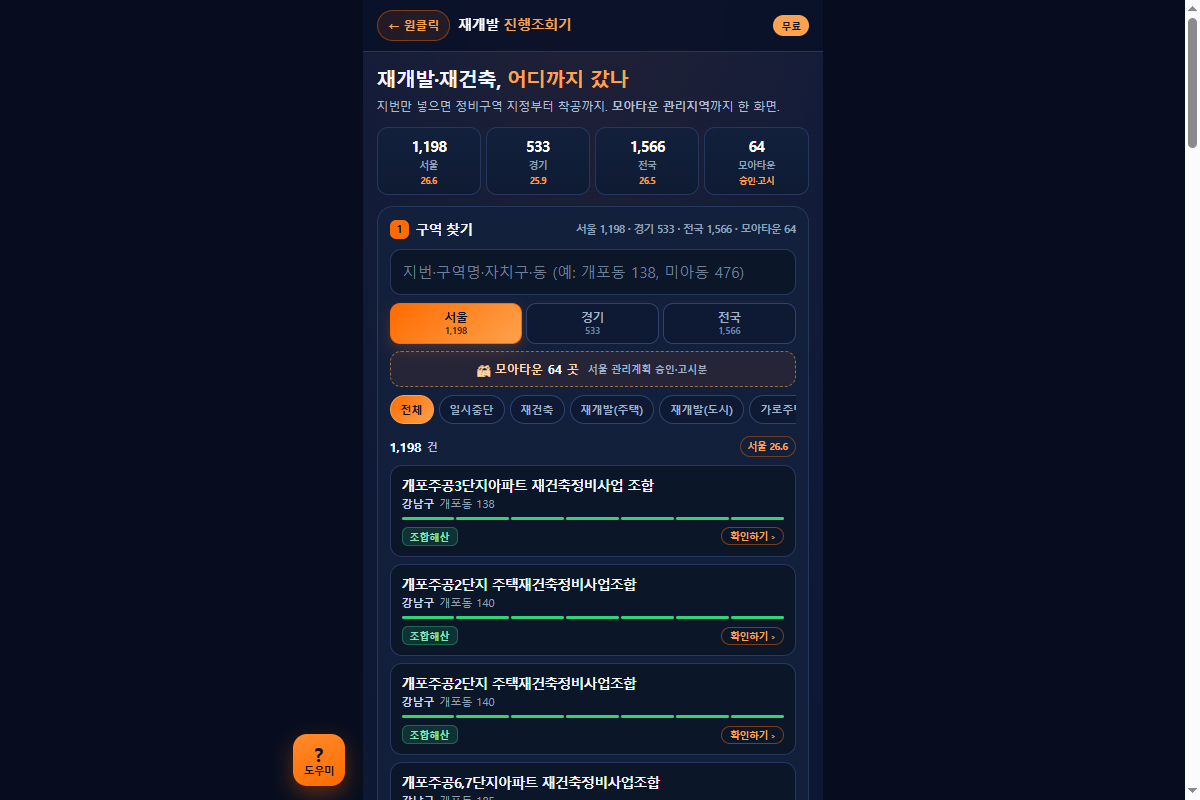 ← 원클릭 재개발 진행조회기 무료
재개발·재건축, 어디까지 갔나
지번만 넣으면 정비구역 지정부터 착공까지. 모아타운 관리지역까지 한 화면.
1,198 533 1,566 64
서울 경기 전국 모아타운
26.6 25.9 26.5 승인·고시
1 구역 찾기 서울 1,198 · 경기 533 · 전국 1,566 · 모아타운 64
지번·구역명·자치구·동 (예: 개포동 138, 미아동 476)
서울 경기 전국
1,198 533 1,566
모아타운 64 곳 서울 관리계획 승인·고시분
전체 일시중단 재건축 재개발(주택) 재개발(도시) 가로주
1,198 건 서울 26.6
개포주공3단지아파트 재건축정비사업 조합
강남구 개포동 138
조합해산 확인하기 ›
개포주공2단지 주택재건축정비사업조합
강남구 개포동 140
조합해산 확인하기 ›
개포주공2단지 주택재건축정비사업조합
강남구 개포동 140
조합해산 확인하기 ›
개포주공6,7단지아파트 재건축정비사업조합
?
도우미